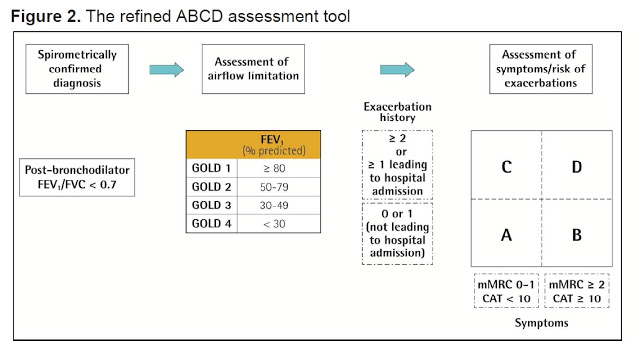 Figure 2. The refined ABCD assessment tool
Spirometrically
confirmed
diagnosis
Assessment of
airflow limitation
Assessment of
symptoms/risk of
exacerbations
Post-bronchodilator
FEV₁/FVC < 0.7
FEV₁
(% predicted)
GOLD 1 ≥ 80
GOLD 2 50-79
GOLD 3 30-49
GOLD 4 < 30
Exacerbation
history
≥ 2
or
≥ 1 leading
to hospital
admission
0 or 1
(not leading
to hospital
admission)
C D
A B
mMRC 0-1
CAT < 10
mMRC ≥ 2
CAT ≥ 10
Symptoms